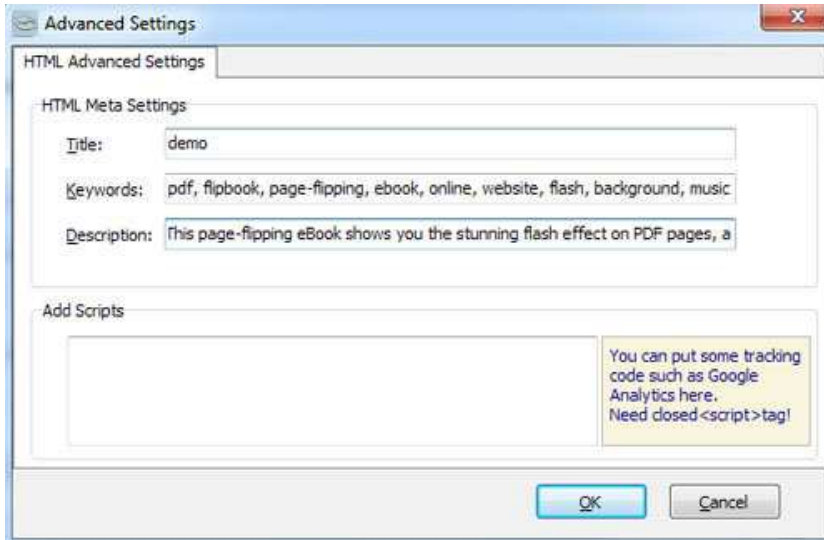 Advanced Settings
HTML Advanced Settings
HTML Meta Settings
Title: demo
Keywords: pdf, flipbook, page-flipping, ebook, online, website, flash, background, music
Description: This page-flipping eBook shows you the stunning flash effect on PDF pages, a
Add Scripts
You can put some tracking
code such as Google
Analytics here.
Need closed<script>tag!
OK Cancel